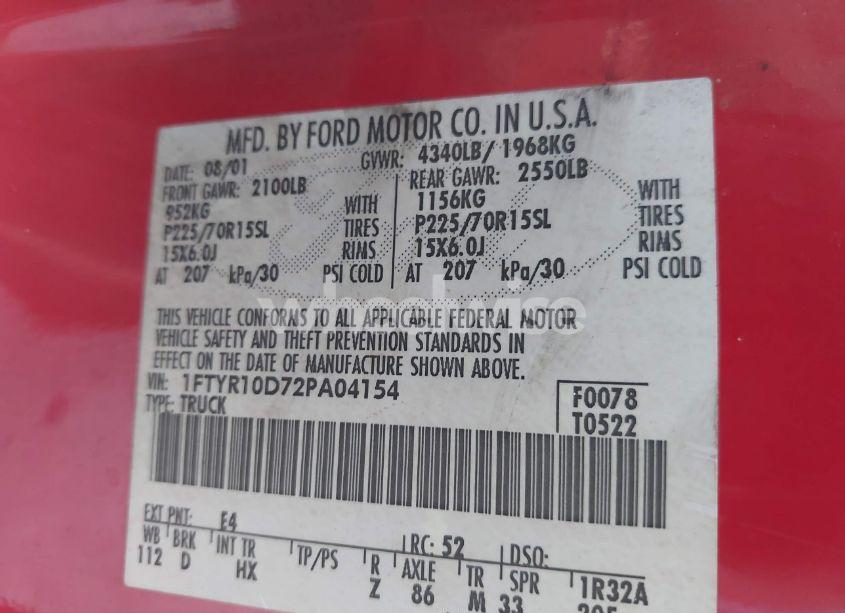 MFD. BY FORD MOTOR CO. IN U.S.A.
DATE: 08/01 GVWR: 4340LB/ 1968KG
FRONT GAWR: 2100LB REAR GAWR: 2550LB
952KG WITH 1156KG WITH
P225/70R15SL TIRES P225/70R15SL TIRES
15X6.0J RIMS 15X6.0J RIMS
AT 207 kPa/30 PSI COLD AT 207 kPa/30 PSI COLD
THIS VEHICLE CONFORMS TO ALL APPLICABLE FEDERAL MOTOR
VEHICLE SAFETY AND THEFT PREVENTION STANDARDS IN
EFFECT ON THE DATE OF MANUFACTURE SHOWN ABOVE.
VIN: 1FTYR10D72PA04154
TYPE: TRUCK
F0078
T0522
EXT PNT: E4 RC: 52 DSO:
WB BRK INT TR TP/PS R AXLE TR SPR 1R32A
112 D HX Z 86 M 33